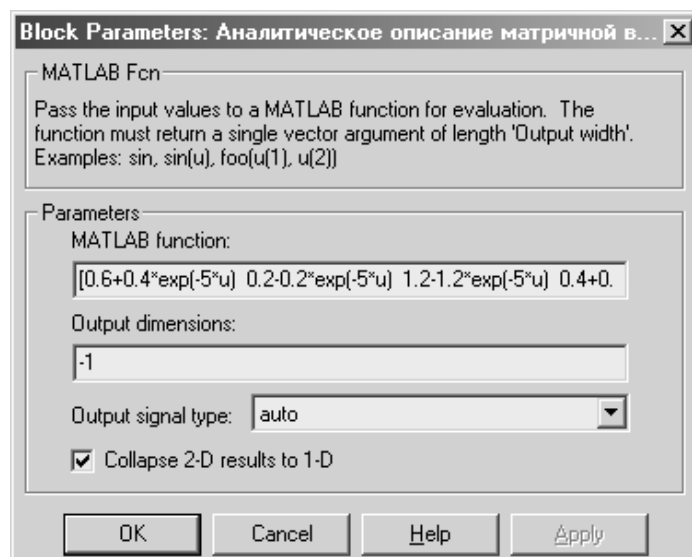 Block Parameters: Аналитическое описание матричной в...
MATLAB Fcn
Pass the input values to a MATLAB function for evaluation. The
function must return a single vector argument of length 'Output width'.
Examples: sin, sin(u), foo(u(1), u(2))
Parameters
MATLAB function:
[0.6+0.4*exp(-5*u) 0.2-0.2*exp(-5*u) 1.2-1.2*exp(-5*u) 0.4+0.
Output dimensions:
-1
Output signal type: auto
Collapse 2-D results to 1-D
OK Cancel Help Apply